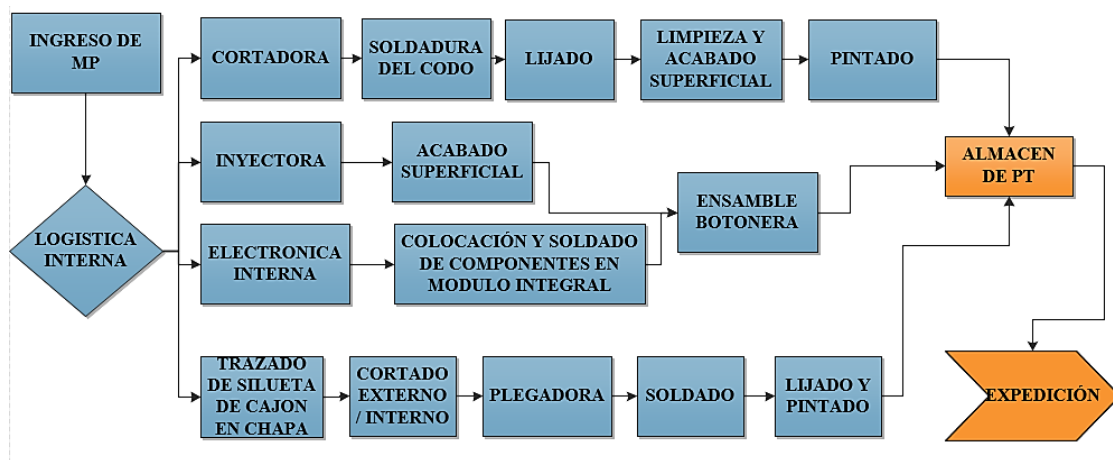 INGRESO DE
MP
CORTADORA
SOLDADURA
DEL CODO
LIJADO
LIMPIEZA Y
ACABADO
SUPERFICIAL
PINTADO
INYECTORA
ACABADO
SUPERFICIAL
ENSAMBLE
BOTONERA
ALMACEN
DE PT
LOGISTICA
INTERNA
ELECTRONICA
INTERNA
COLOCACIÓN Y SOLDADO
DE COMPONENTES EN
MODULO INTEGRAL
TRAZADO
DE SILUETA
DE CAJON
EN CHAPA
CORTADO
EXTERNO
/ INTERNO
PLEGADORA
SOLDADO
LIJADO Y
PINTADO
EXPEDICIÓN